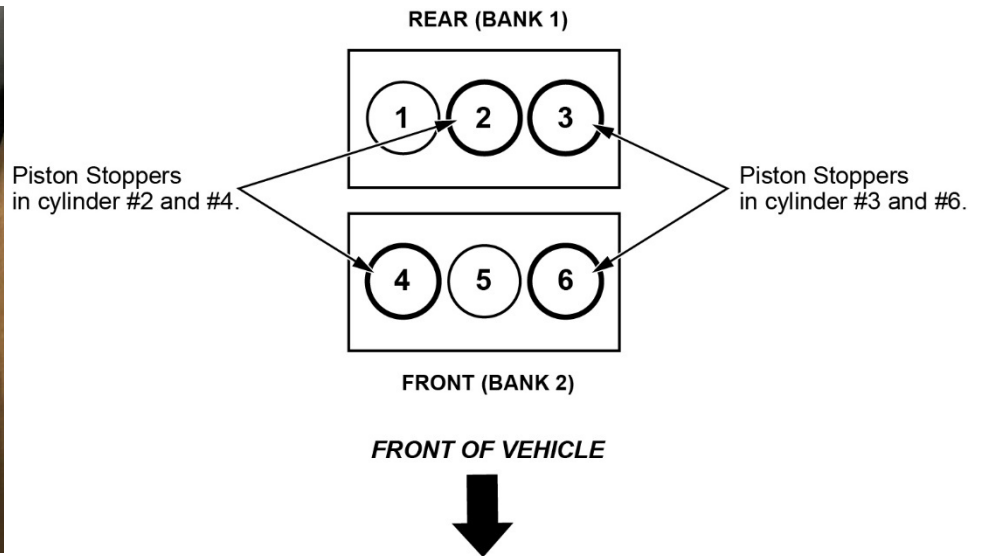 REAR (BANK 1)
1 2 3
Piston Stoppers
in cylinder #2 and #4.
Piston Stoppers
in cylinder #3 and #6.
4 5 6
FRONT (BANK 2)
FRONT OF VEHICLE